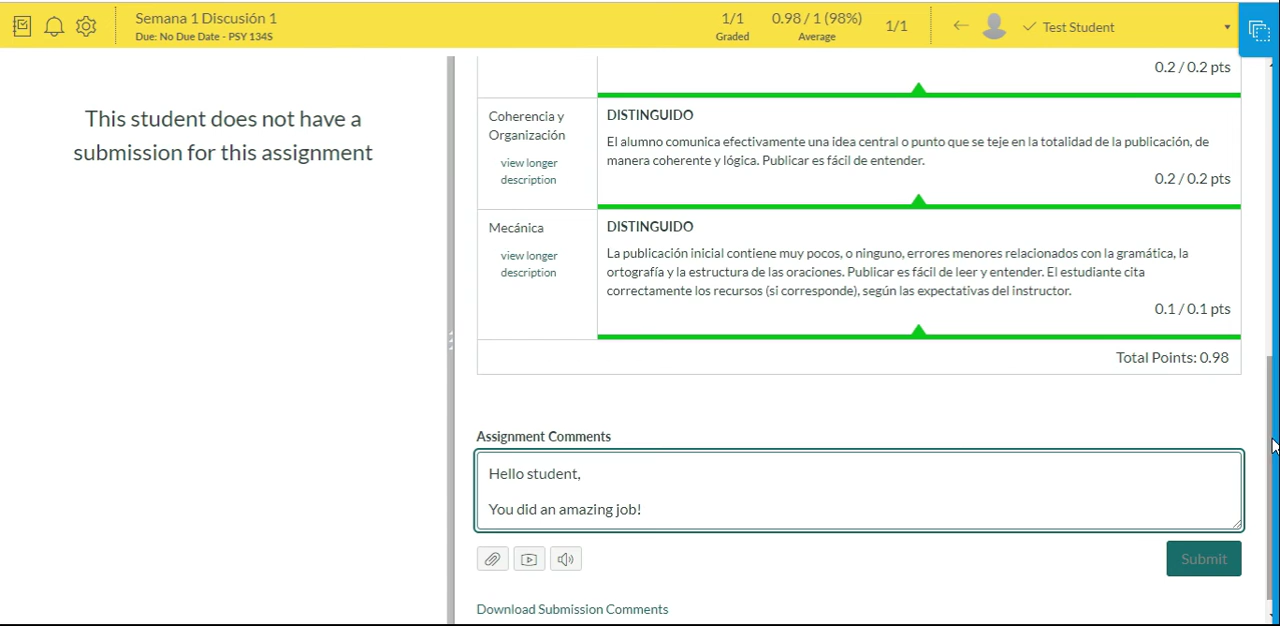 Semana 1 Discusión 1
Due: No Due Date - PSY 134S
1/1
Graded
0.98 / 1 (98%)
Average
1/1
Test Student
This student does not have a
submission for this assignment
0.2 / 0.2 pts
Coherencia y
Organización
view longer
description
DISTINGUIDO
El alumno comunica efectivamente una idea central o punto que se teje en la totalidad de la publicación, de
manera coherente y lógica. Publicar es fácil de entender.
0.2 / 0.2 pts
Mecánica
view longer
description
DISTINGUIDO
La publicación inicial contiene muy pocos, o ninguno, errores menores relacionados con la gramática, la
ortografía y la estructura de las oraciones. Publicar es fácil de leer y entender. El estudiante cita
correctamente los recursos (si corresponde), según las expectativas del instructor.
0.1 / 0.1 pts
Total Points: 0.98
Assignment Comments
Hello student,
You did an amazing job!
Submit
Download Submission Comments